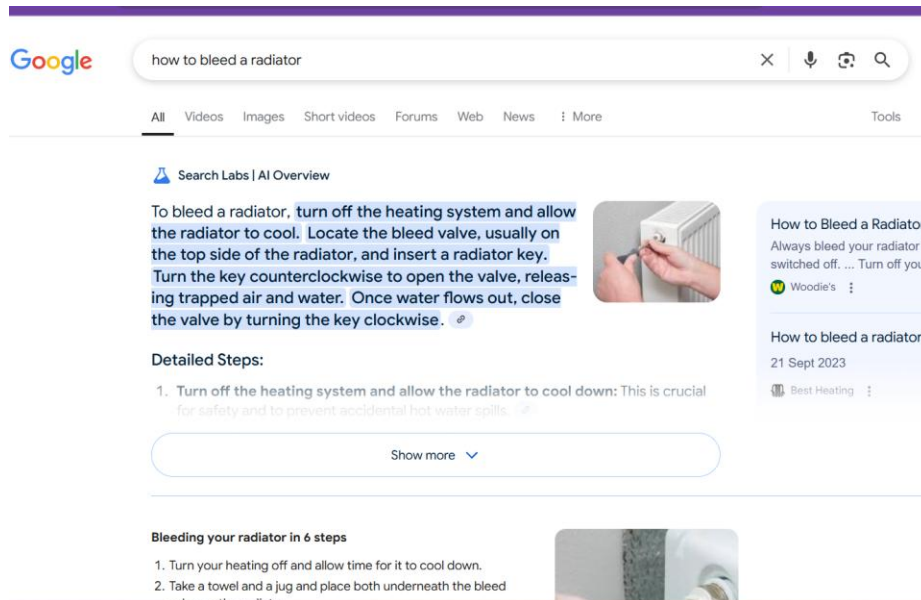 Google
how to bleed a radiator
All Videos Images Short videos Forums Web News More Tools
Search Labs | AI Overview
To bleed a radiator, turn off the heating system and allow
the radiator to cool. Locate the bleed valve, usually on
the top side of the radiator, and insert a radiator key.
Turn the key counterclockwise to open the valve, releas-
ing trapped air and water. Once water flows out, close
the valve by turning the key clockwise.
How to Bleed a Radiato
Always bleed your radiator
switched off. ... Turn off you
Woodie's
How to bleed a radiator
21 Sept 2023
Best Heating
Detailed Steps:
1. Turn off the heating system and allow the radiator to cool down: This is crucial
for safety and to prevent accidental hot water spills.
Show more
Bleeding your radiator in 6 steps
1. Turn your heating off and allow time for it to cool down.
2. Take a towel and a jug and place both underneath the bleed